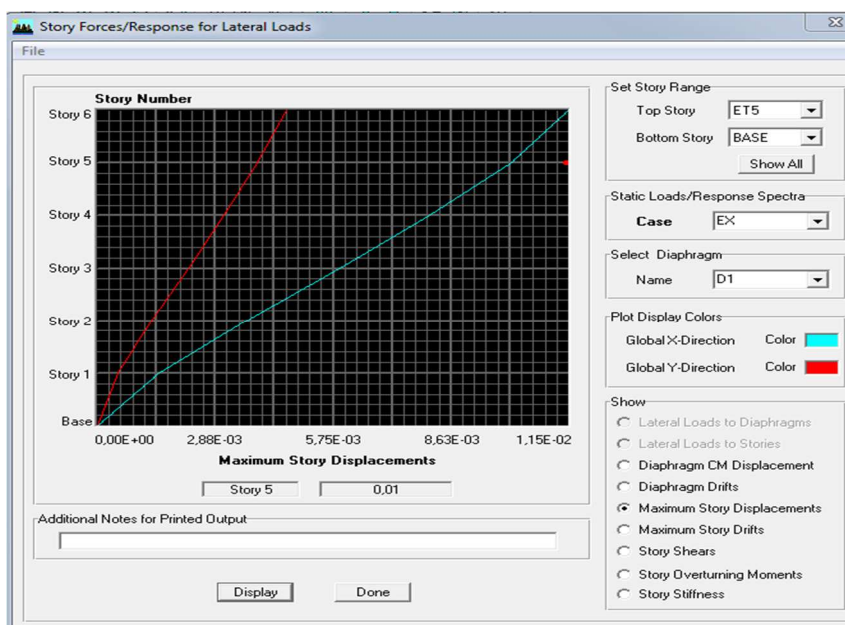 Story Forces/Response for Lateral Loads
File
Story Number
Story 6
Story 5
Story 4
Story 3
Story 2
Story 1
Base
0,00E+00 2,88E-03 5,75E-03 8,63E-03 1,15E-02
Maximum Story Displacements
Story 5 0,01
Additional Notes for Printed Output
Display Done
Set Story Range
Top Story ET5
Bottom Story BASE
Show All
Static Loads/Response Spectra
Case EX
Select Diaphragm
Name D1
Plot Display Colors
Global X-Direction Color
Global Y-Direction Color
Show
Lateral Loads to Diaphragms
Lateral Loads to Stories
Diaphragm CM Displacement
Diaphragm Drifts
Maximum Story Displacements
Maximum Story Drifts
Story Shears
Story Overturning Moments
Story Stiffness